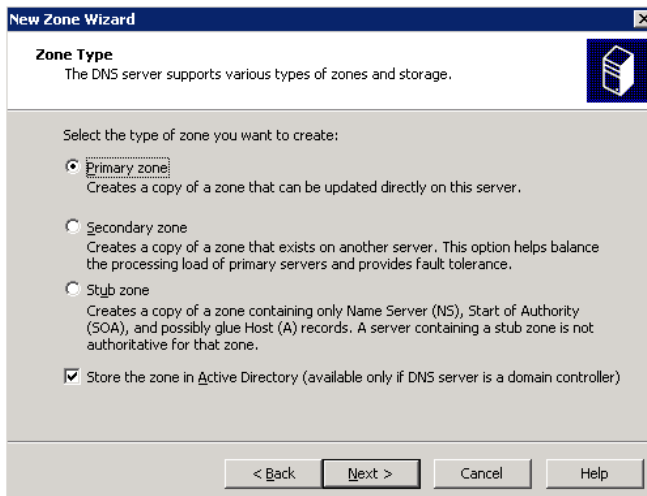 New Zone Wizard
Zone Type
The DNS server supports various types of zones and storage.
Select the type of zone you want to create:
Primary zone
Creates a copy of a zone that can be updated directly on this server.
Secondary zone
Creates a copy of a zone that exists on another server. This option helps balance
the processing load of primary servers and provides fault tolerance.
Stub zone
Creates a copy of a zone containing only Name Server (NS), Start of Authority
(SOA), and possibly glue Host (A) records. A server containing a stub zone is not
authoritative for that zone.
Store the zone in Active Directory (available only if DNS server is a domain controller)
< Back Next > Cancel Help